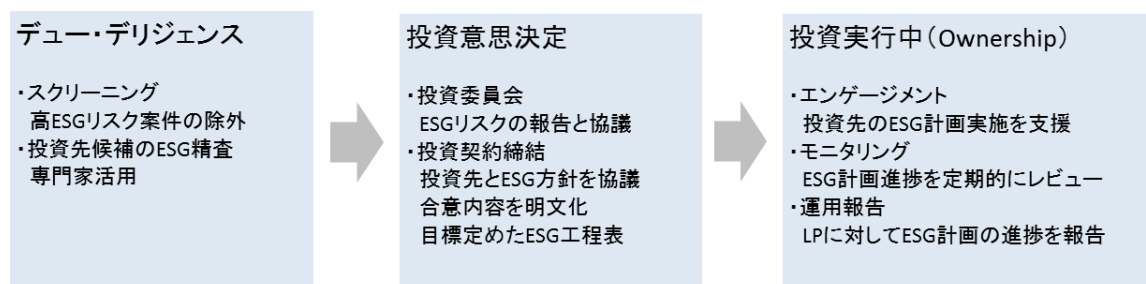 デュー・デリジェンス
・スクリーニング
高ESGリスク案件の除外
・投資先候補のESG精査
専門家活用
投資意思決定
・投資委員会
ESGリスクの報告と協議
・投資契約締結
投資先とESG方針を協議
合意内容を明文化
目標定めたESG工程表
投資実行中（Ownership）
・エンゲージメント
投資先のESG計画実施を支援
・モニタリング
ESG計画進捗を定期的にレビュー
・運用報告
LPに対してESG計画の進捗を報告